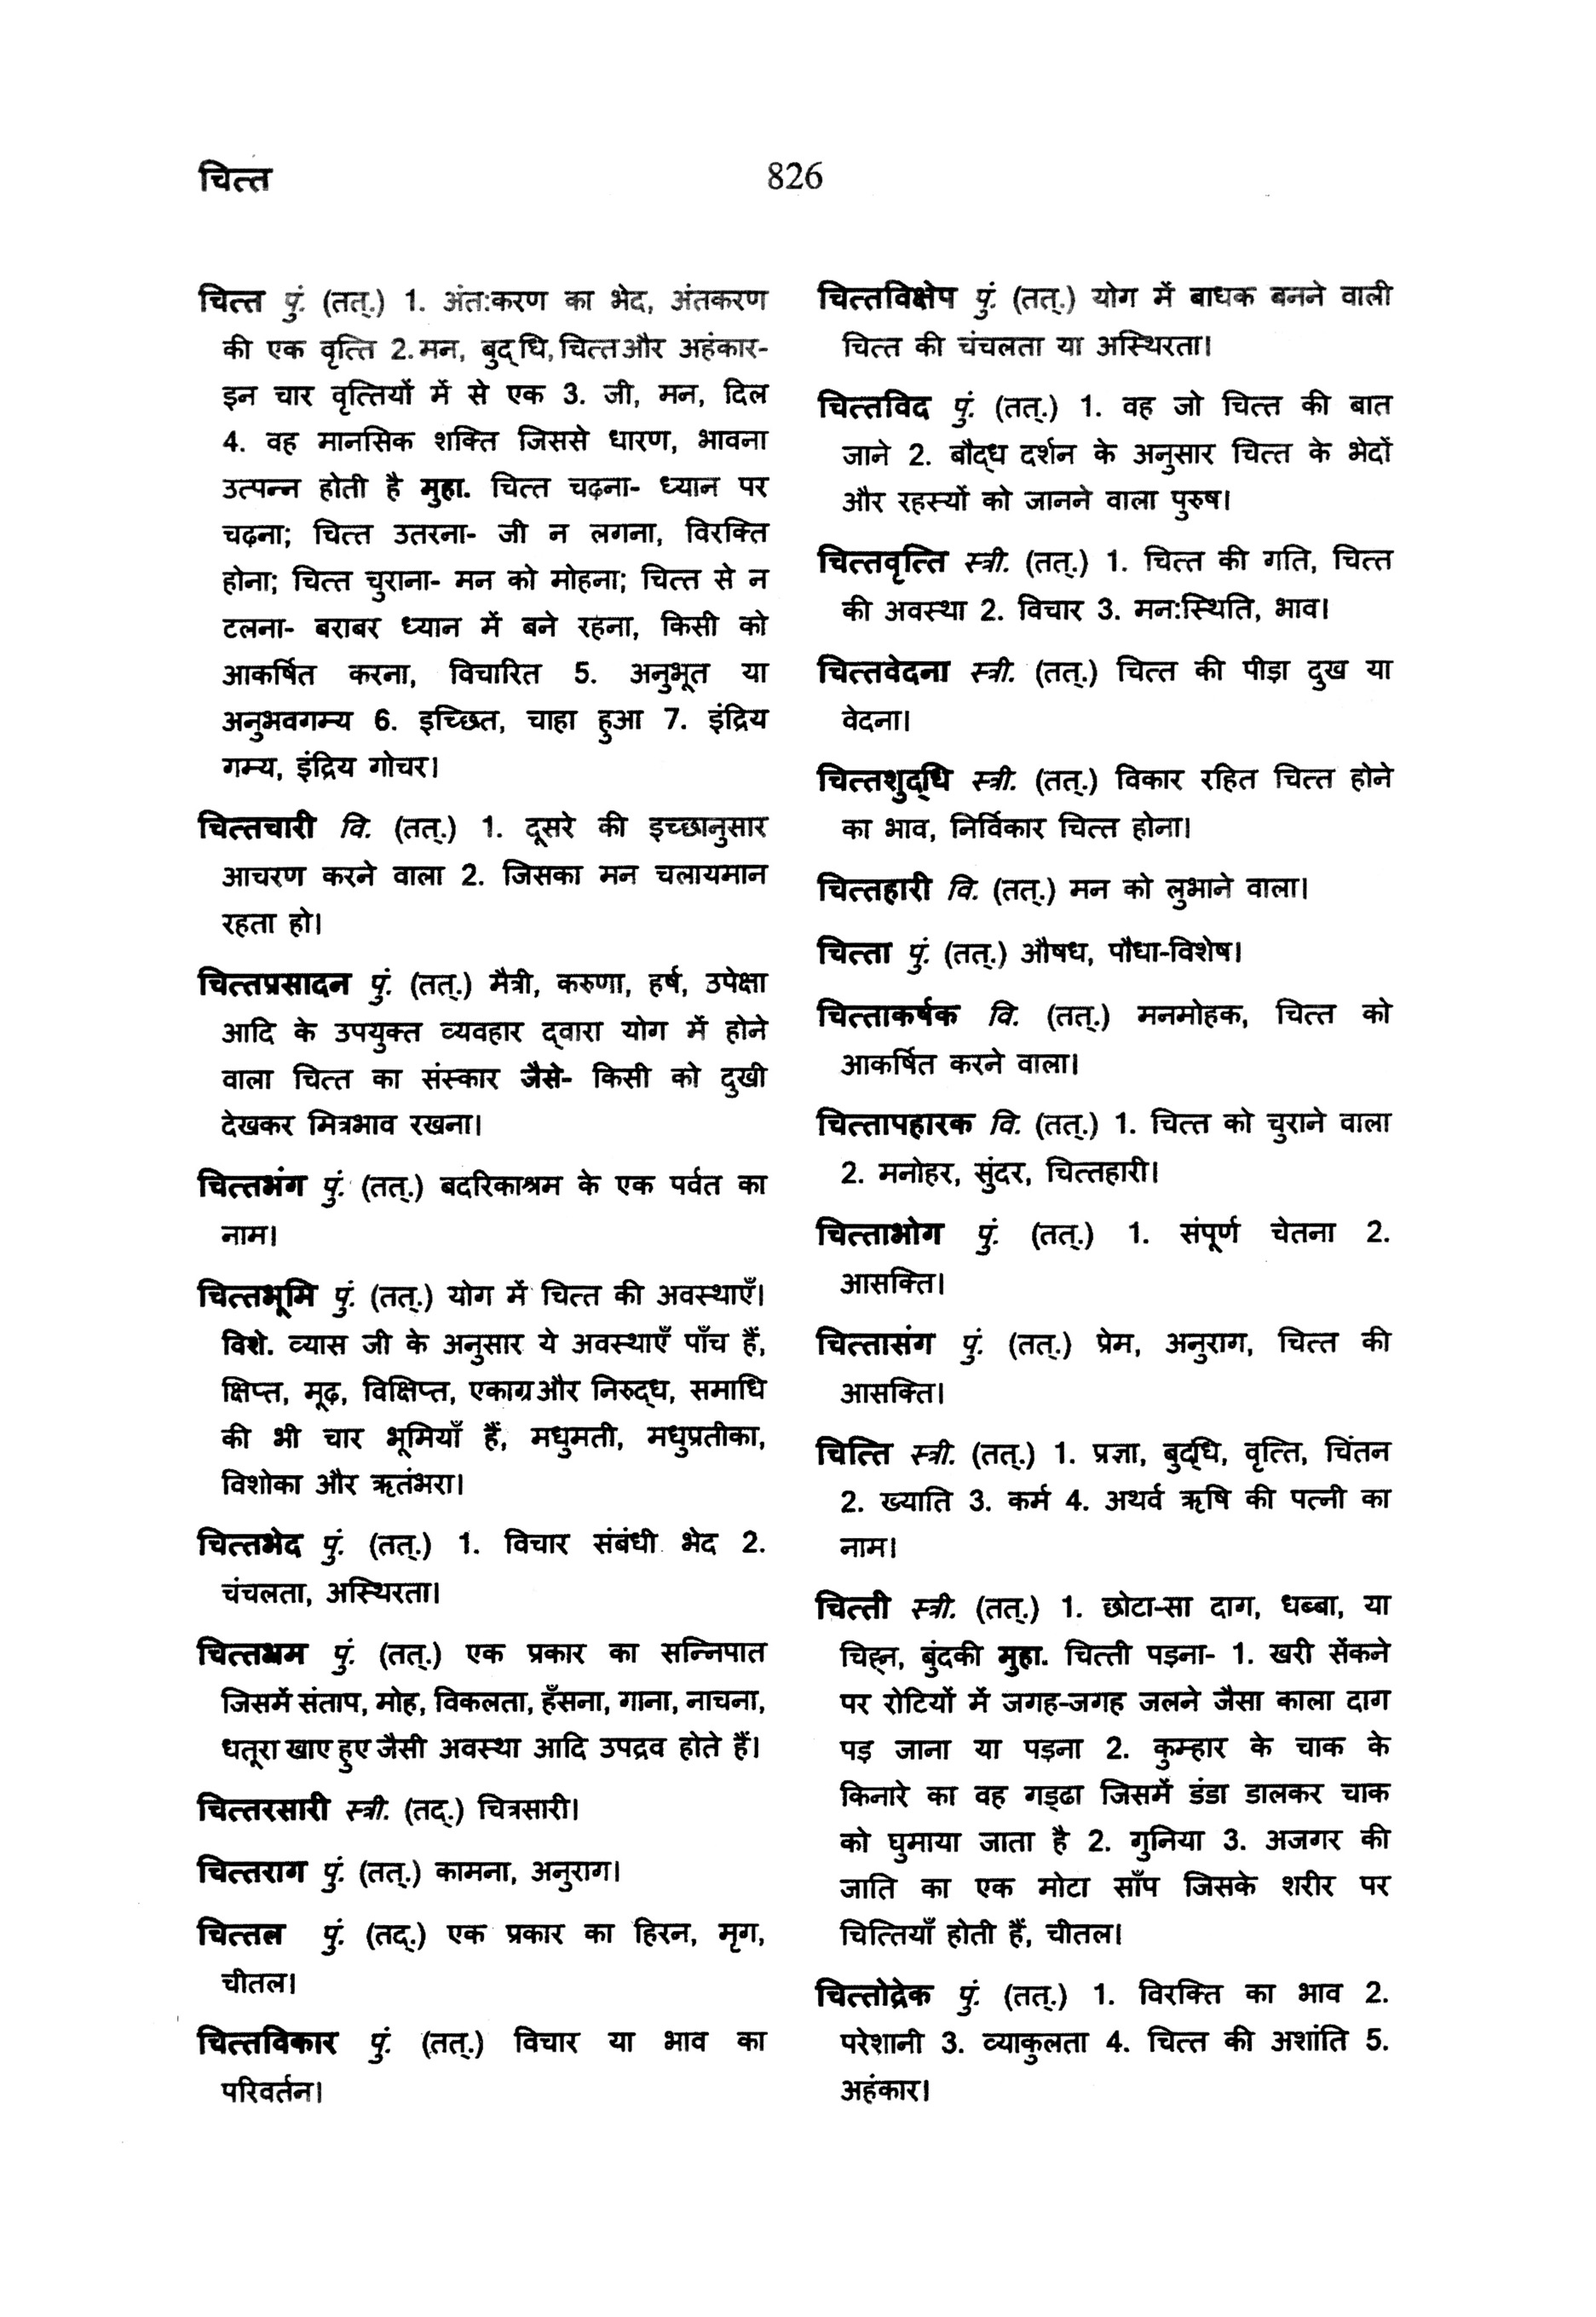 चित्त
826
चित्त पुं. (तत्.) 1. अंत:करण का भेद, अंतकरण
की एक वृत्ति 2.मन, बुद्धि, चित्त और अहंकार-
इन चार वृत्तियों में से एक 3. जी, मन, दिल
4. वह मानसिक शक्ति जिससे धारण, भावना
उत्पन्न होती है मुहा. चित्त चढ़ना- ध्यान पर
चढ़ना; चित्त उतरना- जी न लगना, विरक्ति
होना; चित्त चुराना- मन को मोहना; चित्त से न
टलना- बराबर ध्यान में बने रहना, किसी को
आकर्षित करना, विचारित 5. अनुभूत या
अनुभवगम्य 6. इच्छित, चाहा हुआ 7. इंद्रिय
गम्य, इंद्रिय गोचर।
चित्तचारी वि. (तत्.) 1. दूसरे की इच्छानुसार
आचरण करने वाला 2. जिसका मन चलायमान
रहता हो।
चित्तप्रसादन पुं. (तत्.) मैत्री, करुणा, हर्ष, उपेक्षा
आदि के उपयुक्त व्यवहार द्वारा योग में होने
वाला चित्त का संस्कार जैसे- किसी को दुखी
देखकर मित्रभाव रखना।
चित्तभंग पुं. (तत्.) बदरिकाश्रम के एक पर्वत का
नाम।
चित्तभूमि पुं. (तत्.) योग में चित्त की अवस्थाएँ।
विशे. व्यास जी के अनुसार ये अवस्थाएँ पाँच हैं,
क्षिप्त, मूढ़, विक्षिप्त, एकाग्र और निरुद्ध, समाधि
की भी चार भूमियाँ हैं, मधुमती, मधुप्रतीका,
विशोका और ऋतंभरा।
चित्तभेद पुं. (तत्.) 1. विचार संबंधी भेद 2.
चंचलता, अस्थिरता।
चित्तभ्रम पुं. (तत्.) एक प्रकार का सन्निपात
जिसमें संताप, मोह, विकलता, हँसना, गाना, नाचना,
धतूरा खाए हुए जैसी अवस्था आदि उपद्रव होते हैं।
चित्तरसारी स्त्री. (तद्.) चित्रसारी।
चित्तराग पुं. (तत्.) कामना, अनुराग।
चित्तल पुं. (तद्.) एक प्रकार का हिरन, मृग,
चीतल।
चित्तविकार पुं. (तत्.) विचार या भाव का
परिवर्तन।
चित्तविक्षेप पुं. (तत्.) योग में बाधक बनने वाली
चित्त की चंचलता या अस्थिरता।
चित्तविद पुं. (तत्.) 1. वह जो चित्त की बात
जाने 2. बौद्ध दर्शन के अनुसार चित्त के भेदों
और रहस्यों को जानने वाला पुरुष।
चित्तवृत्ति स्त्री. (तत्.) 1. चित्त की गति, चित्त
की अवस्था 2. विचार 3. मन:स्थिति, भाव।
चित्तवेदना स्त्री. (तत्.) चित्त की पीड़ा दुख या
वेदना।
चित्तशुद्धि स्त्री. (तत्.) विकार रहित चित्त होने
का भाव, निर्विकार चित्त होना।
चित्तहारी वि. (तत्.) मन को लुभाने वाला।
चित्ता पुं. (तत्.) औषध, पौधा-विशेष।
चित्ताकर्षक वि. (तत्.) मनमोहक, चित्त को
आकर्षित करने वाला।
चित्तापहारक वि. (तत्.) 1. चित्त को चुराने वाला
2. मनोहर, सुंदर, चित्तहारी।
चित्ताभोग पुं. (तत्.) 1. संपूर्ण चेतना 2.
आसक्ति।
चित्तासंग पुं. (तत्.) प्रेम, अनुराग, चित्त की
आसक्ति।
चित्ति स्त्री. (तत्.) 1. प्रज्ञा, बुद्धि, वृत्ति, चिंतन
2. ख्याति 3. कर्म 4. अथर्व ऋषि की पत्नी का
नाम।
चित्ती स्त्री. (तत्.) 1. छोटा-सा दाग, धब्बा, या
चिह्न, बुंदकी मुहा. चित्ती पड़ना- 1. खरी सेंकने
पर रोटियों में जगह-जगह जलने जैसा काला दाग
पड़ जाना या पड़ना 2. कुम्हार के चाक के
किनारे का वह गड्ढा जिसमें डंडा डालकर चाक
को घुमाया जाता है 2. गुनिया 3. अजगर की
जाति का एक मोटा साँप जिसके शरीर पर
चित्तियाँ होती हैं, चीतल।
चित्तोद्रेक पुं. (तत्.) 1. विरक्ति का भाव 2.
परेशानी 3. व्याकुलता 4. चित्त की अशांति 5.
अहंकार।